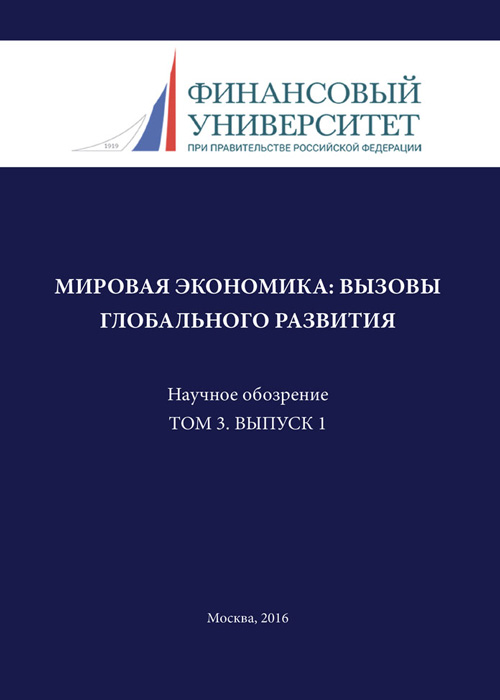 ФИНАНСОВЫЙ
УНИВЕРСИТЕТ
ПРИ ПРАВИТЕЛЬСТВЕ РОССИЙСКОЙ ФЕДЕРАЦИИ
1919
МИРОВАЯ ЭКОНОМИКА: ВЫЗОВЫ
ГЛОБАЛЬНОГО РАЗВИТИЯ
Научное обозрение
ТОМ 3. ВЫПУСК 1
Москва, 2016